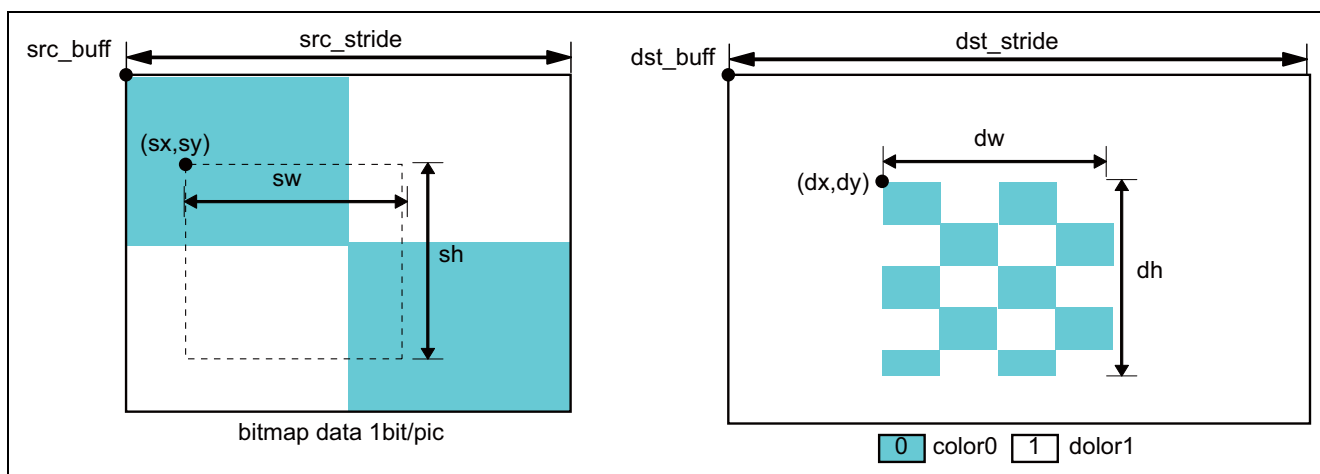 src_buff
src_stride
(sx,sy)
sw
sh
bitmap data 1bit/pic
dst_buff
dst_stride
dw
(dx,dy)
dh
0 color0 1 dolor1